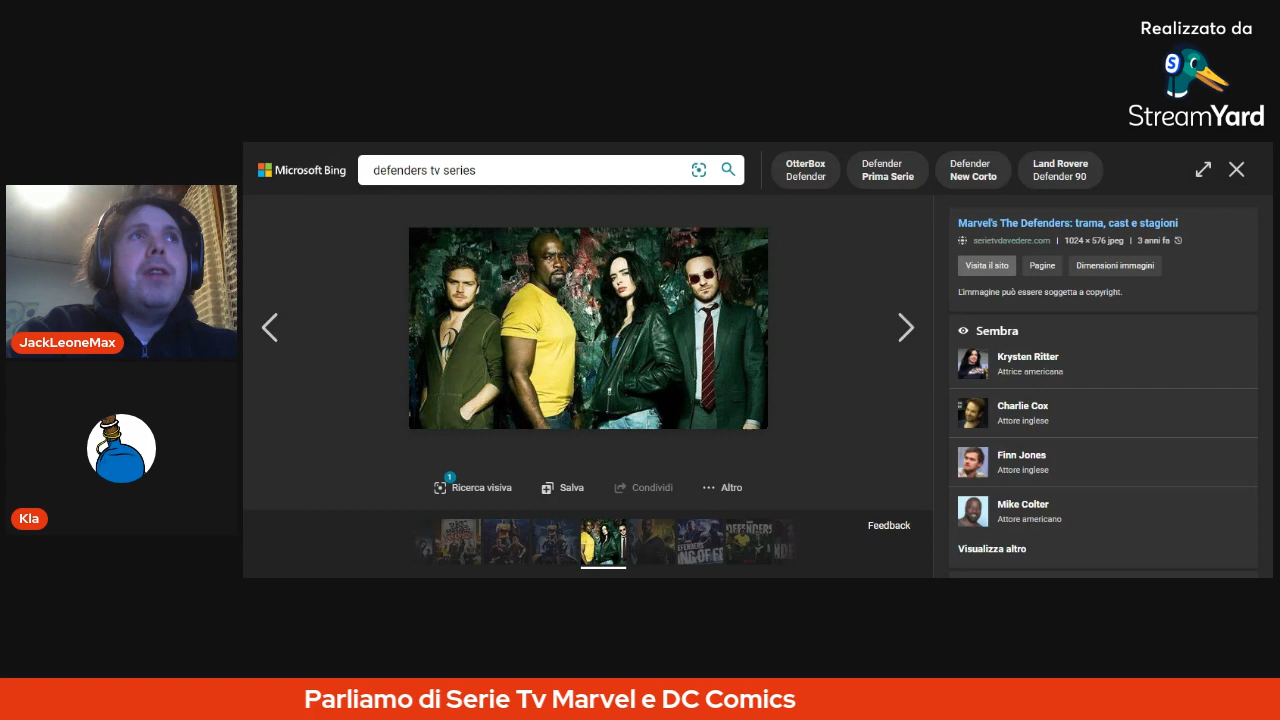 Realizzato da
StreamYard
Microsoft Bing
defenders tv series
OtterBox
Defender
Defender
Prima Serie
Defender
New Corto
Land Rovere
Defender 90
JackLeoneMax
Kla
Marvel's The Defenders: trama, cast e stagioni
serietvdavedere.com | 1024 × 576 jpeg | 3 anni fa
Visita il sito
Pagine
Dimensioni immagini
L'immagine può essere soggetta a copyright.
Sembra
Krysten Ritter
Attrice americana
Charlie Cox
Attore inglese
Finn Jones
Attore inglese
Mike Colter
Attore americano
Visualizza altro
1
Ricerca visiva
Salva
Condividi
Altro
Feedback
DEFENDERS
Parliamo di Serie Tv Marvel e DC Comics